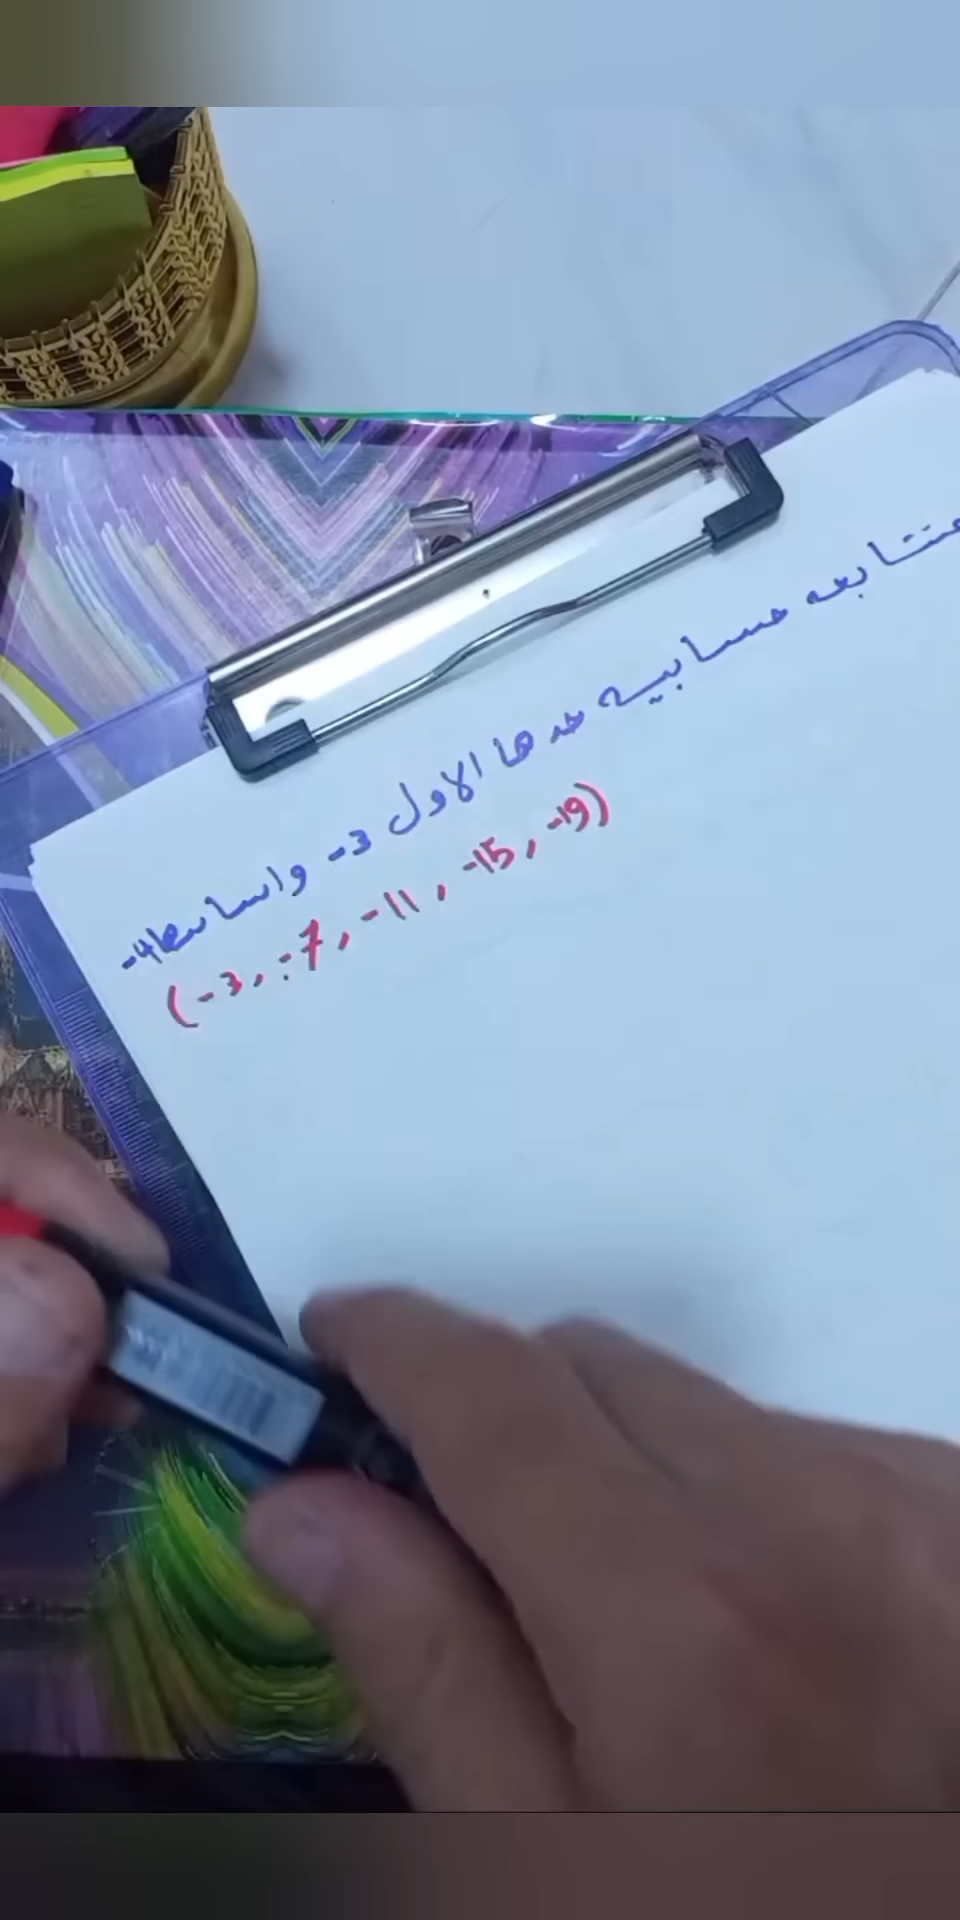 متتابعه حسابيه حدها الاول 3- واساسها 4-
(-3, -7, -11, -15, -19)